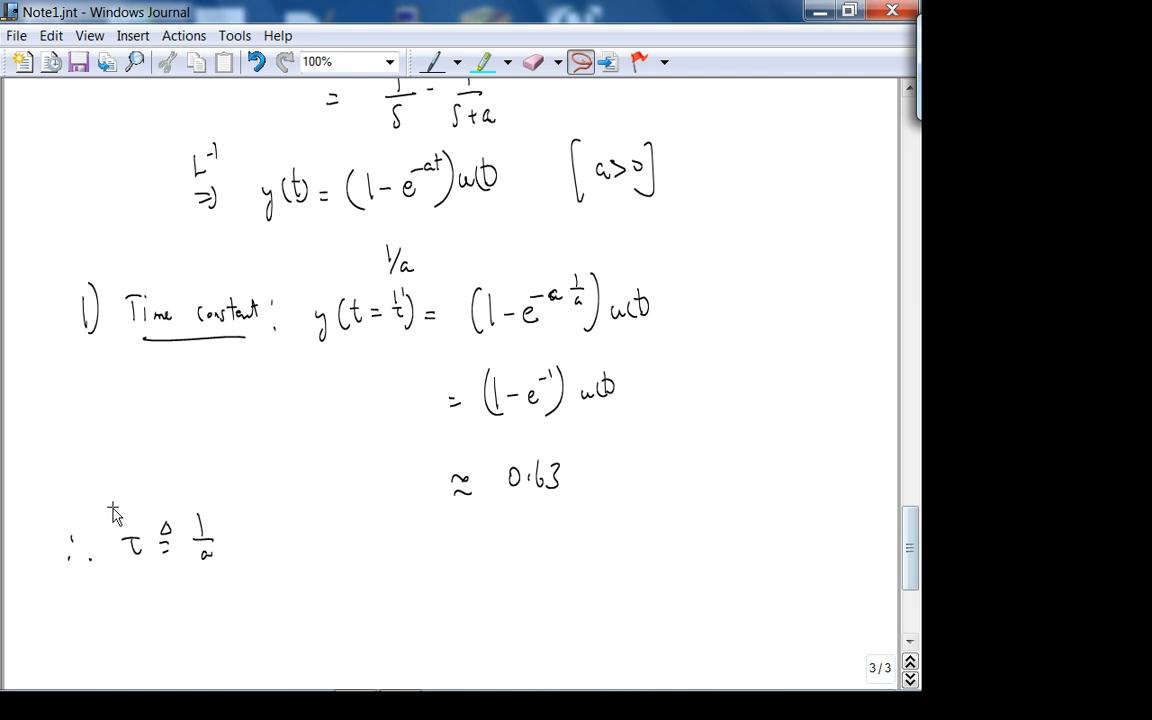 Note1.jnt - Windows Journal
File Edit View Insert Actions Tools Help
100%
= 1/S - 1/(S+a)
L⁻¹
⇒ y(t) = (1 - e^{-at}) u(t) [a>0]
1/a
1) Time constant: y(t = τ) = (1 - e^{-a 1/a}) u(t)
= (1 - e^{-1}) u(t)
≈ 0.63
∴ τ ≜ 1/a
3/3